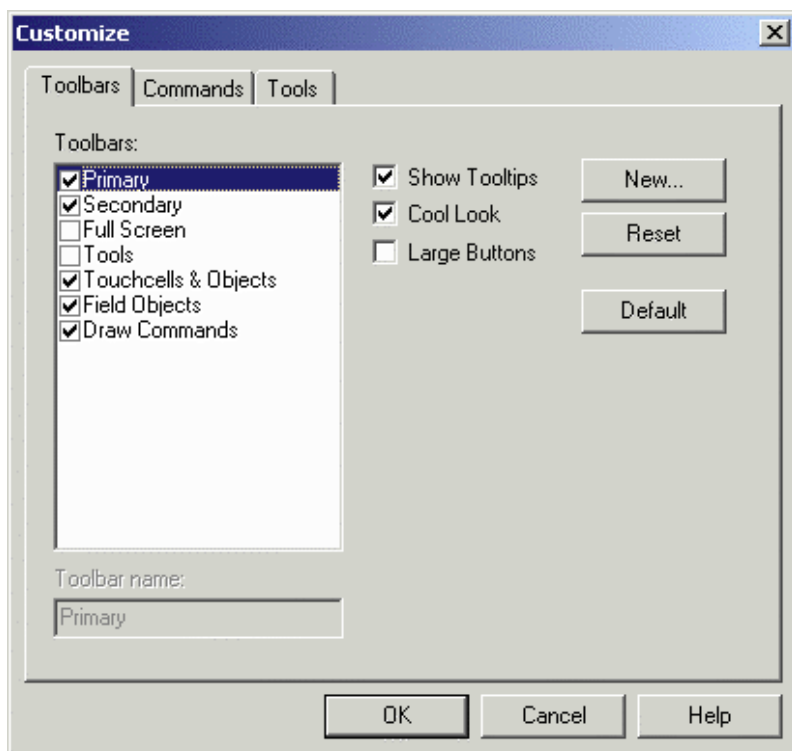 Customize
Toolbars Commands Tools
Toolbars:
Primary
Secondary
Full Screen
Tools
Touchcells & Objects
Field Objects
Draw Commands
Show Tooltips
Cool Look
Large Buttons
New...
Reset
Default
Toolbar name:
Primary
OK Cancel Help